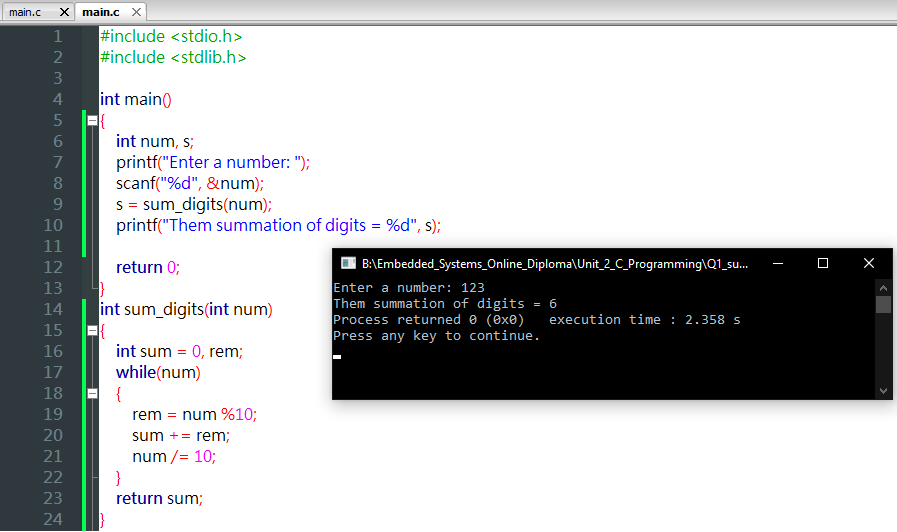 main.c
main.c
1 #include <stdio.h>
2 #include <stdlib.h>
3
4 int main()
5 {
6 int num, s;
7 printf("Enter a number: ");
8 scanf("%d", &num);
9 s = sum_digits(num);
10 printf("Them summation of digits = %d", s);
11
12 return 0;
13 }
14 int sum_digits(int num)
15 {
16 int sum = 0, rem;
17 while(num)
18 {
19 rem = num %10;
20 sum += rem;
21 num /= 10;
22 }
23 return sum;
24 }
B:\Embedded_Systems_Online_Diploma\Unit_2_C_Programming\Q1_su...
Enter a number: 123
Them summation of digits = 6
Process returned 0 (0x0) execution time : 2.358 s
Press any key to continue.